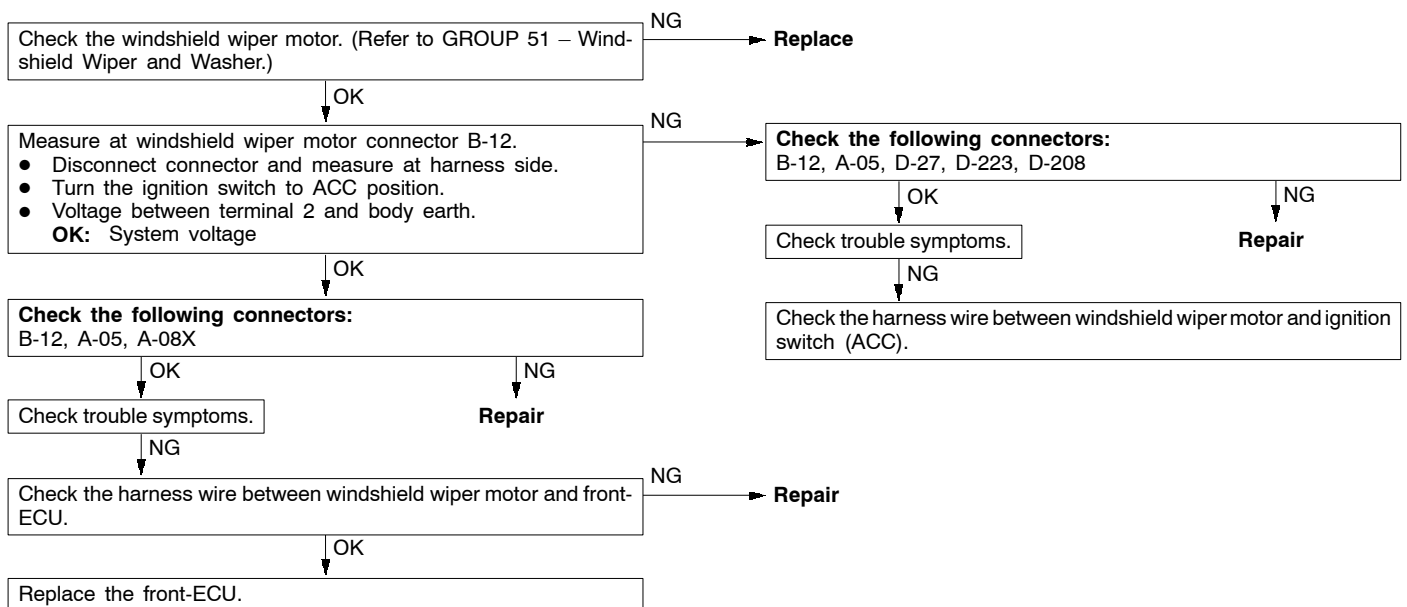 NG
Check the windshield wiper motor. (Refer to GROUP 51 – Wind-
shield Wiper and Washer.)
Replace
OK
Measure at windshield wiper motor connector B-12.
● Disconnect connector and measure at harness side.
● Turn the ignition switch to ACC position.
● Voltage between terminal 2 and body earth.
OK: System voltage
NG
Check the following connectors:
B-12, A-05, D-27, D-223, D-208
OK
NG
Check trouble symptoms.
Repair
NG
Check the harness wire between windshield wiper motor and ignition
switch (ACC).
OK
Check the following connectors:
B-12, A-05, A-08X
OK
NG
Check trouble symptoms.
Repair
NG
Check the harness wire between windshield wiper motor and front-
ECU.
NG
Repair
OK
Replace the front-ECU.